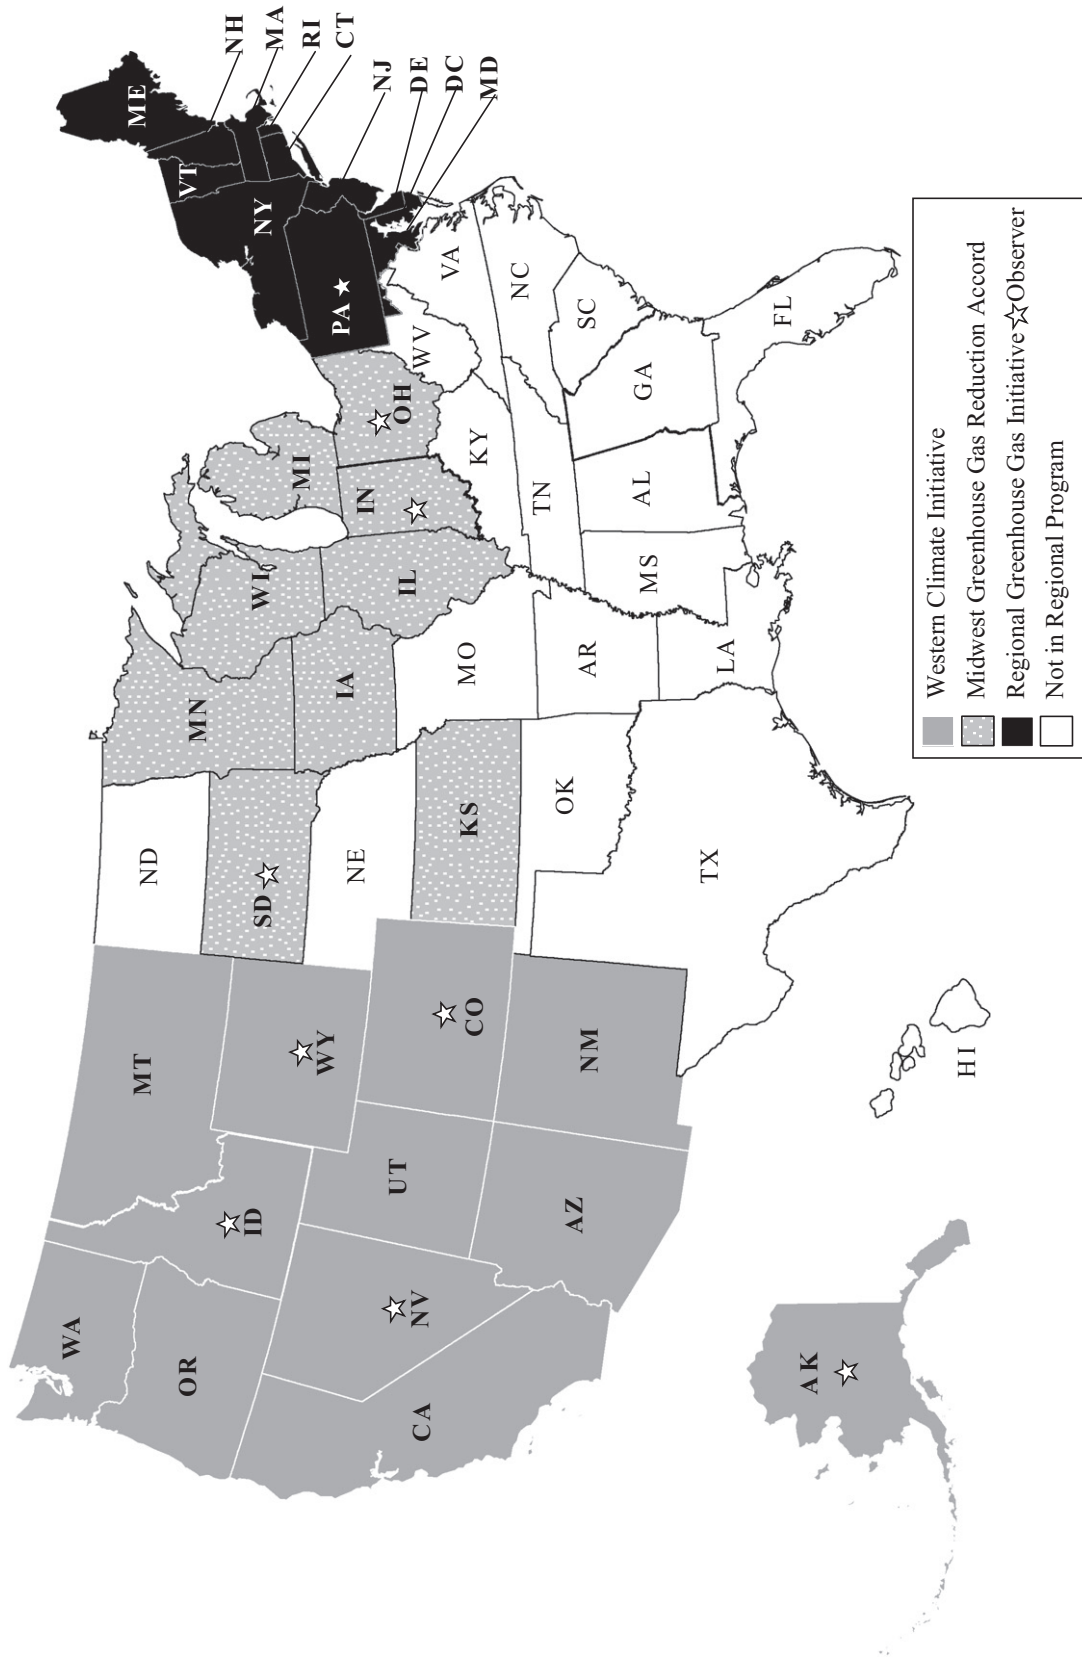 WA
OR
CA
NV
ID
MT
WY
UT
CO
AZ
NM
AK
HI
ND
SD
NE
KS
OK
TX
MN
IA
MO
AR
LA
WI
IL
MI
IN
OH
KY
TN
MS
AL
GA
FL
SC
NC
VA
WV
PA
NY
VT
ME
NH
MA
RI
CT
NJ
DE
DC
MD
Western Climate Initiative
Midwest Greenhouse Gas Reduction Accord
Regional Greenhouse Gas Initiative ☆Observer
Not in Regional Program